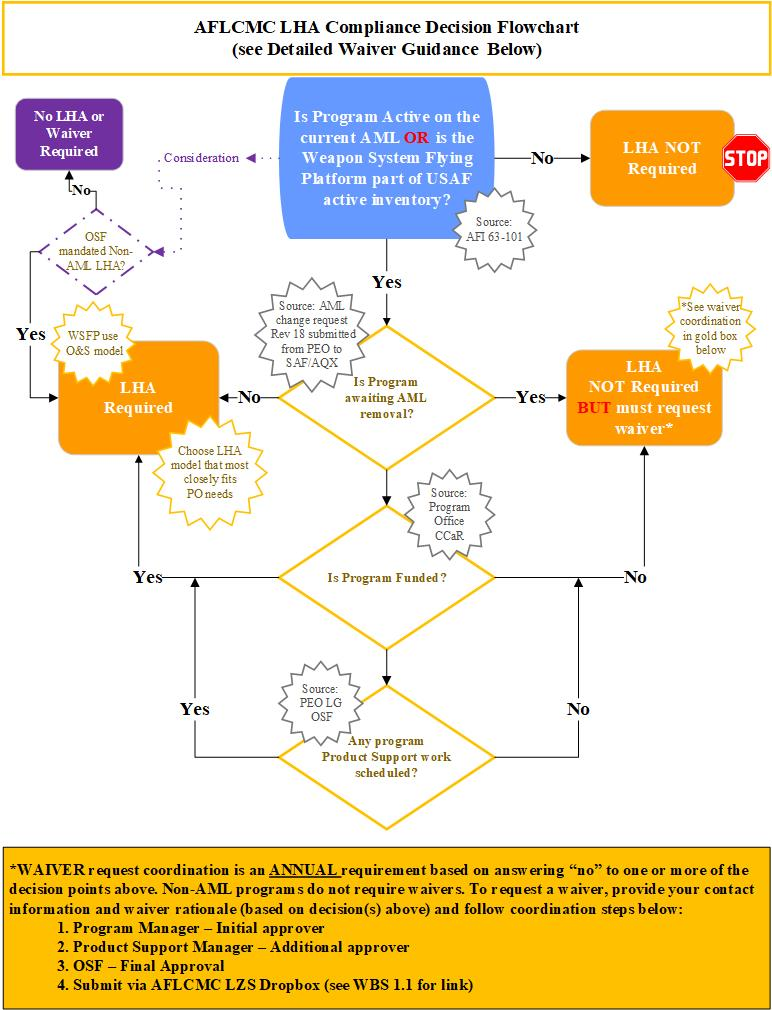 AFLCMC LHA Compliance Decision Flowchart
(see Detailed Waiver Guidance Below)
No LHA or
Waiver
Required
Consideration
Is Program Active on the
current AML OR is the
Weapon System Flying
Platform part of USAF
active inventory?
No
LHA NOT
Required
STOP
Source:
AFI 63-101
No
OSF
mandated Non-
AML LHA?
Yes
Yes
Source: AML
change request
Rev 18 submitted
from PEO to
SAF/AQX
*See waiver
coordination
in gold box
below
WSFP use
O&S model
LHA
Required
No
Is Program
awaiting AML
removal?
Yes
LHA
NOT Required
BUT must request
waiver*
Choose LHA
model that most
closely fits
PO needs
Source:
Program
Office
CCaR
Yes
Is Program Funded?
No
Source:
PEO LG
OSF
Yes
No
Any program
Product Support work
scheduled?
*WAIVER request coordination is an ANNUAL requirement based on answering “no” to one or more of the
decision points above. Non-AML programs do not require waivers. To request a waiver, provide your contact
information and waiver rationale (based on decision(s) above) and follow coordination steps below:
1. Program Manager – Initial approver
2. Product Support Manager – Additional approver
3. OSF – Final Approval
4. Submit via AFLCMC LZS Dropbox (see WBS 1.1 for link)